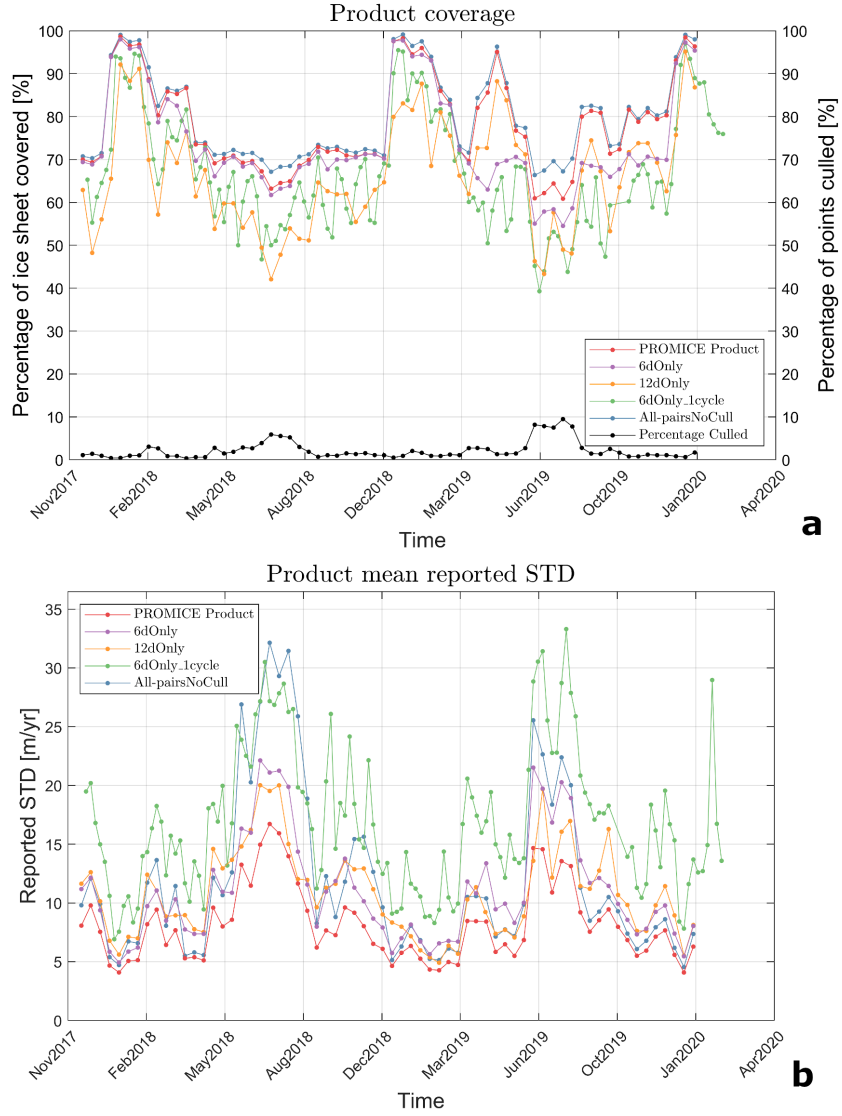 Product coverage
Percentage of ice sheet covered [%]
100
90
80
70
60
50
40
30
20
10
0
100
90
80
70
60
50
40
30
20
10
0
Percentage of points culled [%]
PROMICE Product
6dOnly
12dOnly
6dOnly_1cycle
All-pairsNoCull
Percentage Culled
Nov2017
Feb2018
May2018
Aug2018
Dec2018
Mar2019
Jun2019
Oct2019
Jan2020
Apr2020
Time
a
Product mean reported STD
Reported STD [m/yr]
35
30
25
20
15
10
5
0
PROMICE Product
6dOnly
12dOnly
6dOnly_1cycle
All-pairsNoCull
Nov2017
Feb2018
May2018
Aug2018
Dec2018
Mar2019
Jun2019
Oct2019
Jan2020
Apr2020
Time
b